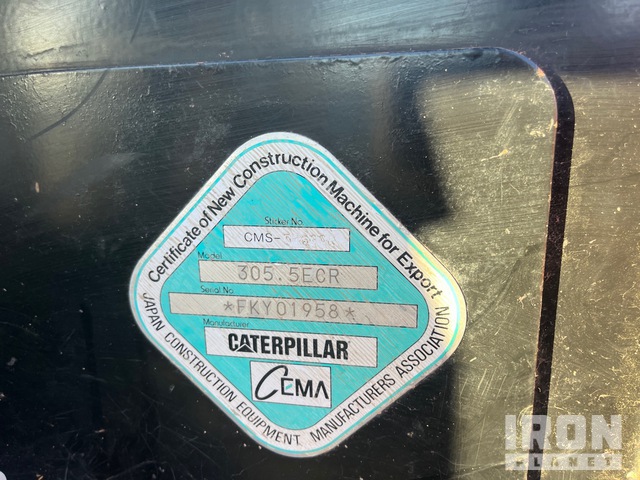 Certificate of New Construction Machine for Export
Sticker No.
CMS-
Model
305.5ECR
Serial No.
*FKY01958*
Manufacturer
CATERPILLAR
CEMA
JAPAN CONSTRUCTION EQUIPMENT MANUFACTURERS ASSOCIATION
IRON
PLANET